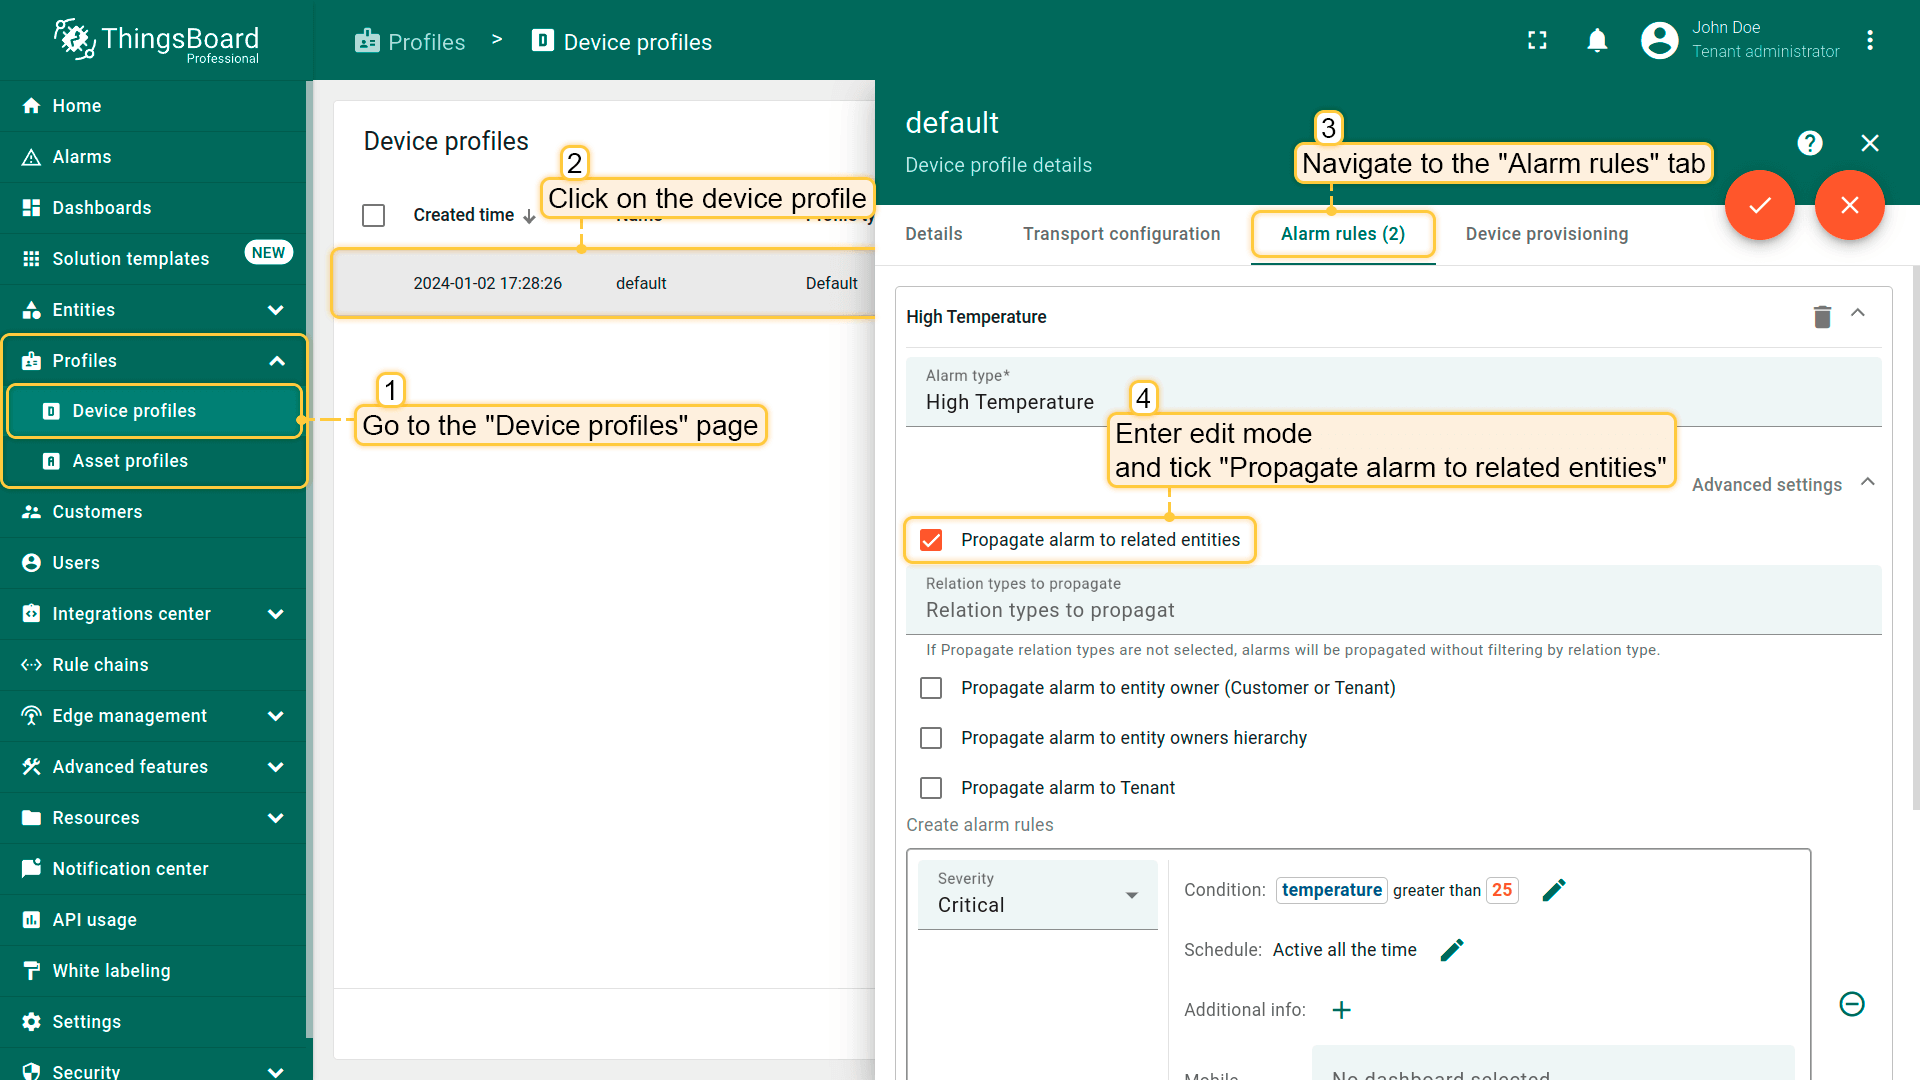 ThingsBoard
Professional
Profiles > Device profiles
John Doe
Tenant administrator
Home
Alarms
Dashboards
Solution templates NEW
Entities
Profiles
Device profiles
Asset profiles
Customers
Users
Integrations center
Rule chains
Edge management
Advanced features
Resources
Notification center
API usage
White labeling
Settings
Security
1
Go to the "Device profiles" page
Device profiles
2
Click on the device profile
Created time
2024-01-02 17:28:26 default Default
default
Device profile details
3
Navigate to the "Alarm rules" tab
Details Transport configuration Alarm rules (2) Device provisioning
High Temperature
Alarm type*
High Temperature
4
Enter edit mode
and tick "Propagate alarm to related entities"
Advanced settings
Propagate alarm to related entities
Relation types to propagate
Relation types to propagat
If Propagate relation types are not selected, alarms will be propagated without filtering by relation type.
Propagate alarm to entity owner (Customer or Tenant)
Propagate alarm to entity owners hierarchy
Propagate alarm to Tenant
Create alarm rules
Severity
Critical
Condition: temperature greater than 25
Schedule: Active all the time
Additional info:
Mobile
No dashboard selected